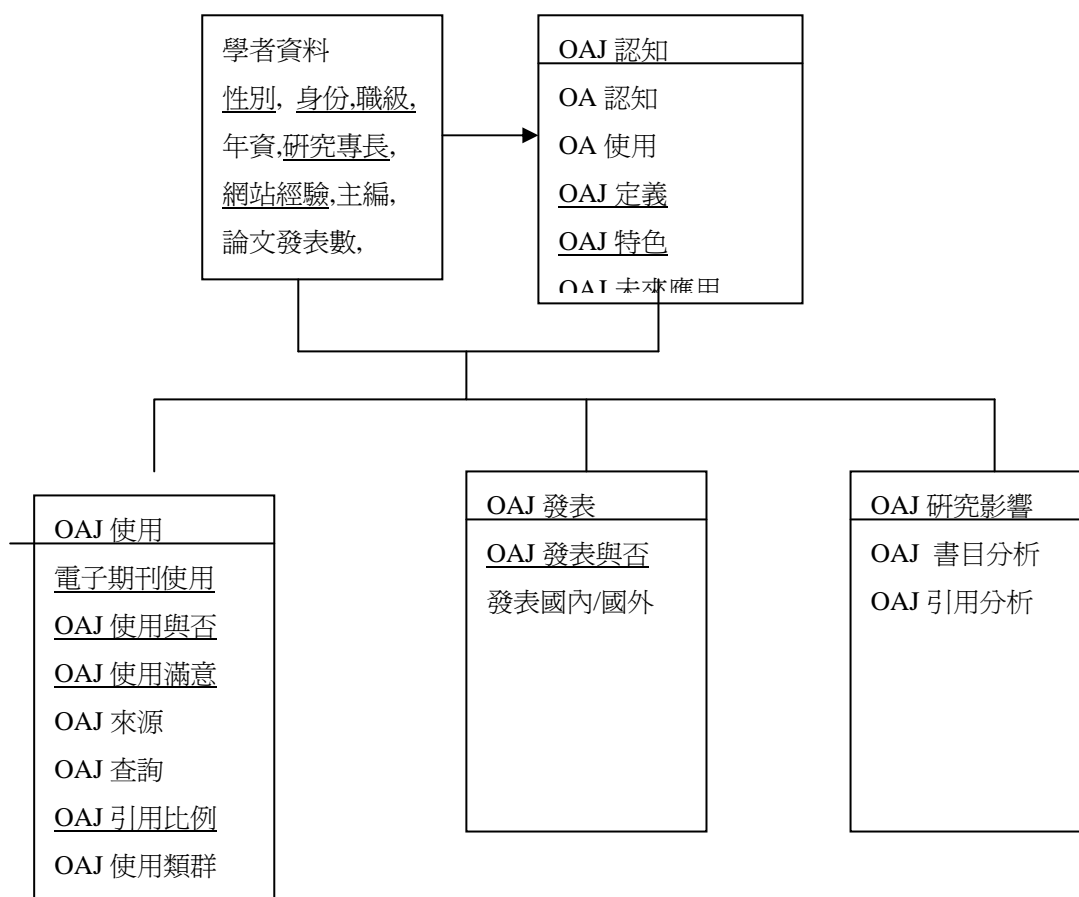 學者資料
性別, 身份,職級,
年資,研究專長,
網站經驗,主編,
論文發表數,
OAJ 認知
OA 認知
OA 使用
OAJ 定義
OAJ 特色
OAJ 未來應用
OAJ 使用
電子期刊使用
OAJ 使用與否
OAJ 使用滿意
OAJ 來源
OAJ 查詢
OAJ 引用比例
OAJ 使用類群
OAJ 發表
OAJ 發表與否
發表國內/國外
OAJ 研究影響
OAJ 書目分析
OAJ 引用分析